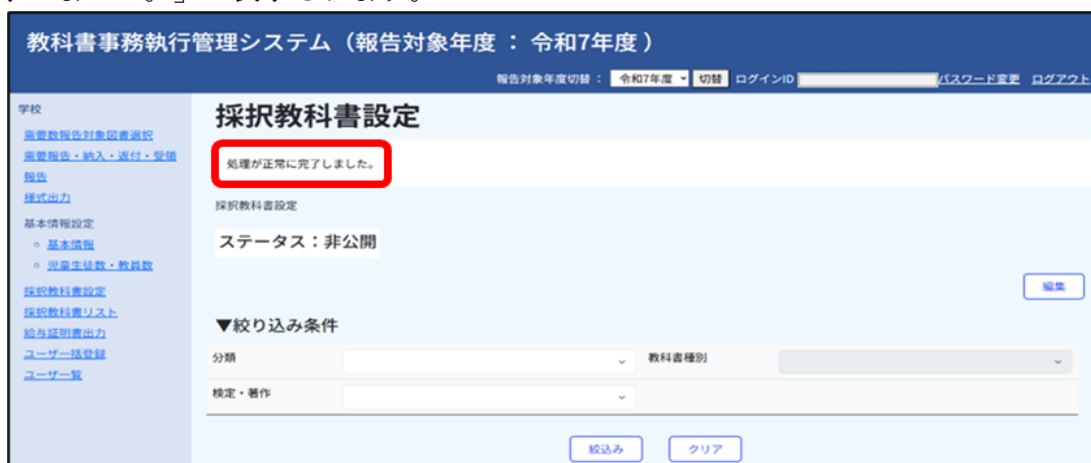 教科書事務執行管理システム（報告対象年度 ： 令和7年度）
報告対象年度切替 ： 令和7年度 切替 ログインID パスワード変更 ログアウト
学校
需要数報告対象図書選択
需要報告・納入・返付・受領
報告
様式出力
基本情報設定
基本情報
児童生徒数・教員数
採択教科書設定
採択教科書リスト
給与証明書出力
ユーザー括登録
ユーザ一覧
採択教科書設定
処理が正常に完了しました。
採択教科書設定
ステータス：非公開
編集
▼絞り込み条件
分類 教科書種別
検定・著作
絞込み クリア